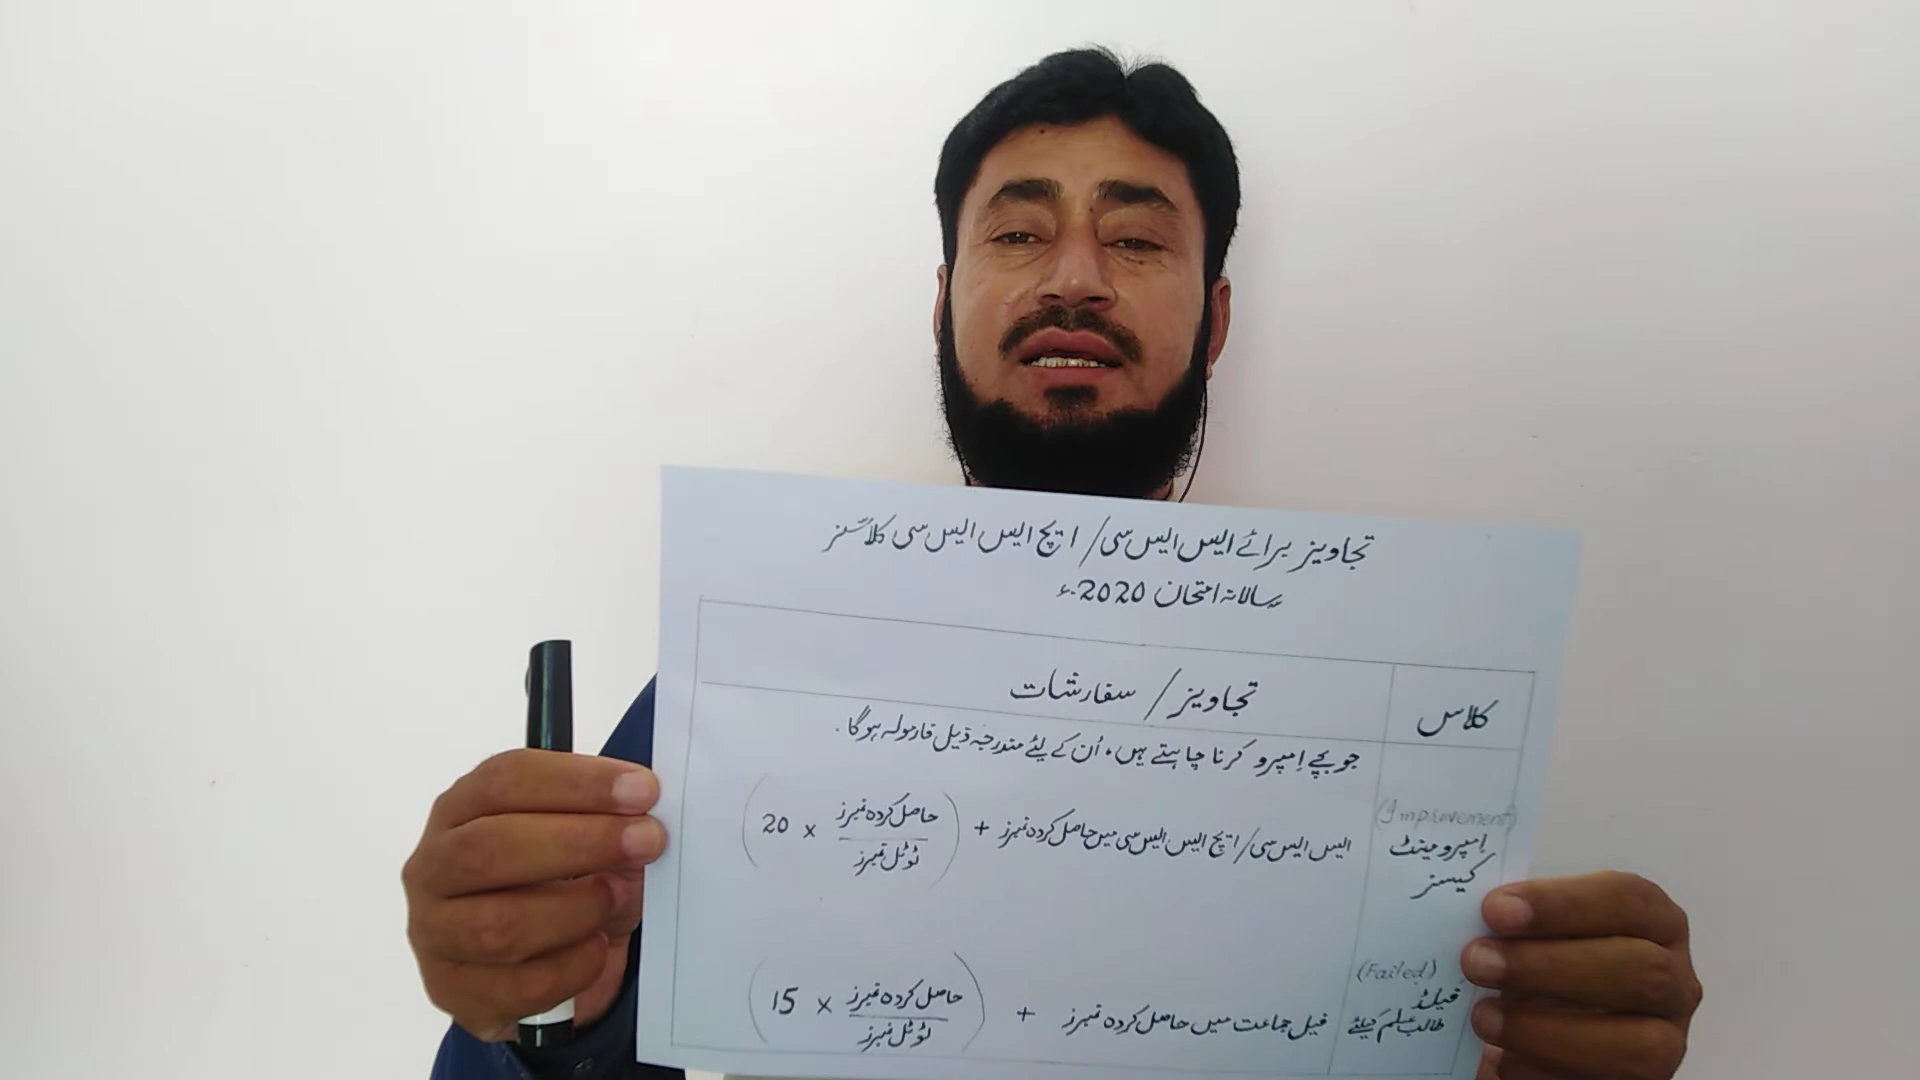 تجاویز برائے ایس ایس سی / ایچ ایس ایس سی کلاسّز
سالانہ امتحان 2020ء
کلاس
تجاویز / سفارشات
جو بچے اِمپرو کرنا چاہتے ہیں، اُن کے لئے مندرجہ ذیل فارمولہ ہوگا.
(Improvement)
اِمپرومینٹ
کیسز
ایس ایس سی / ایچ ایس ایس سی میں حاصل کردہ نمبرز + (حاصل کردہ نمبرز / ٹوٹل نمبرز × 20)
(Failed)
فیلڈ
طالب علم کیلئے
فیل جماعت میں حاصل کردہ نمبرز + (حاصل کردہ نمبرز / ٹوٹل نمبرز × 15)